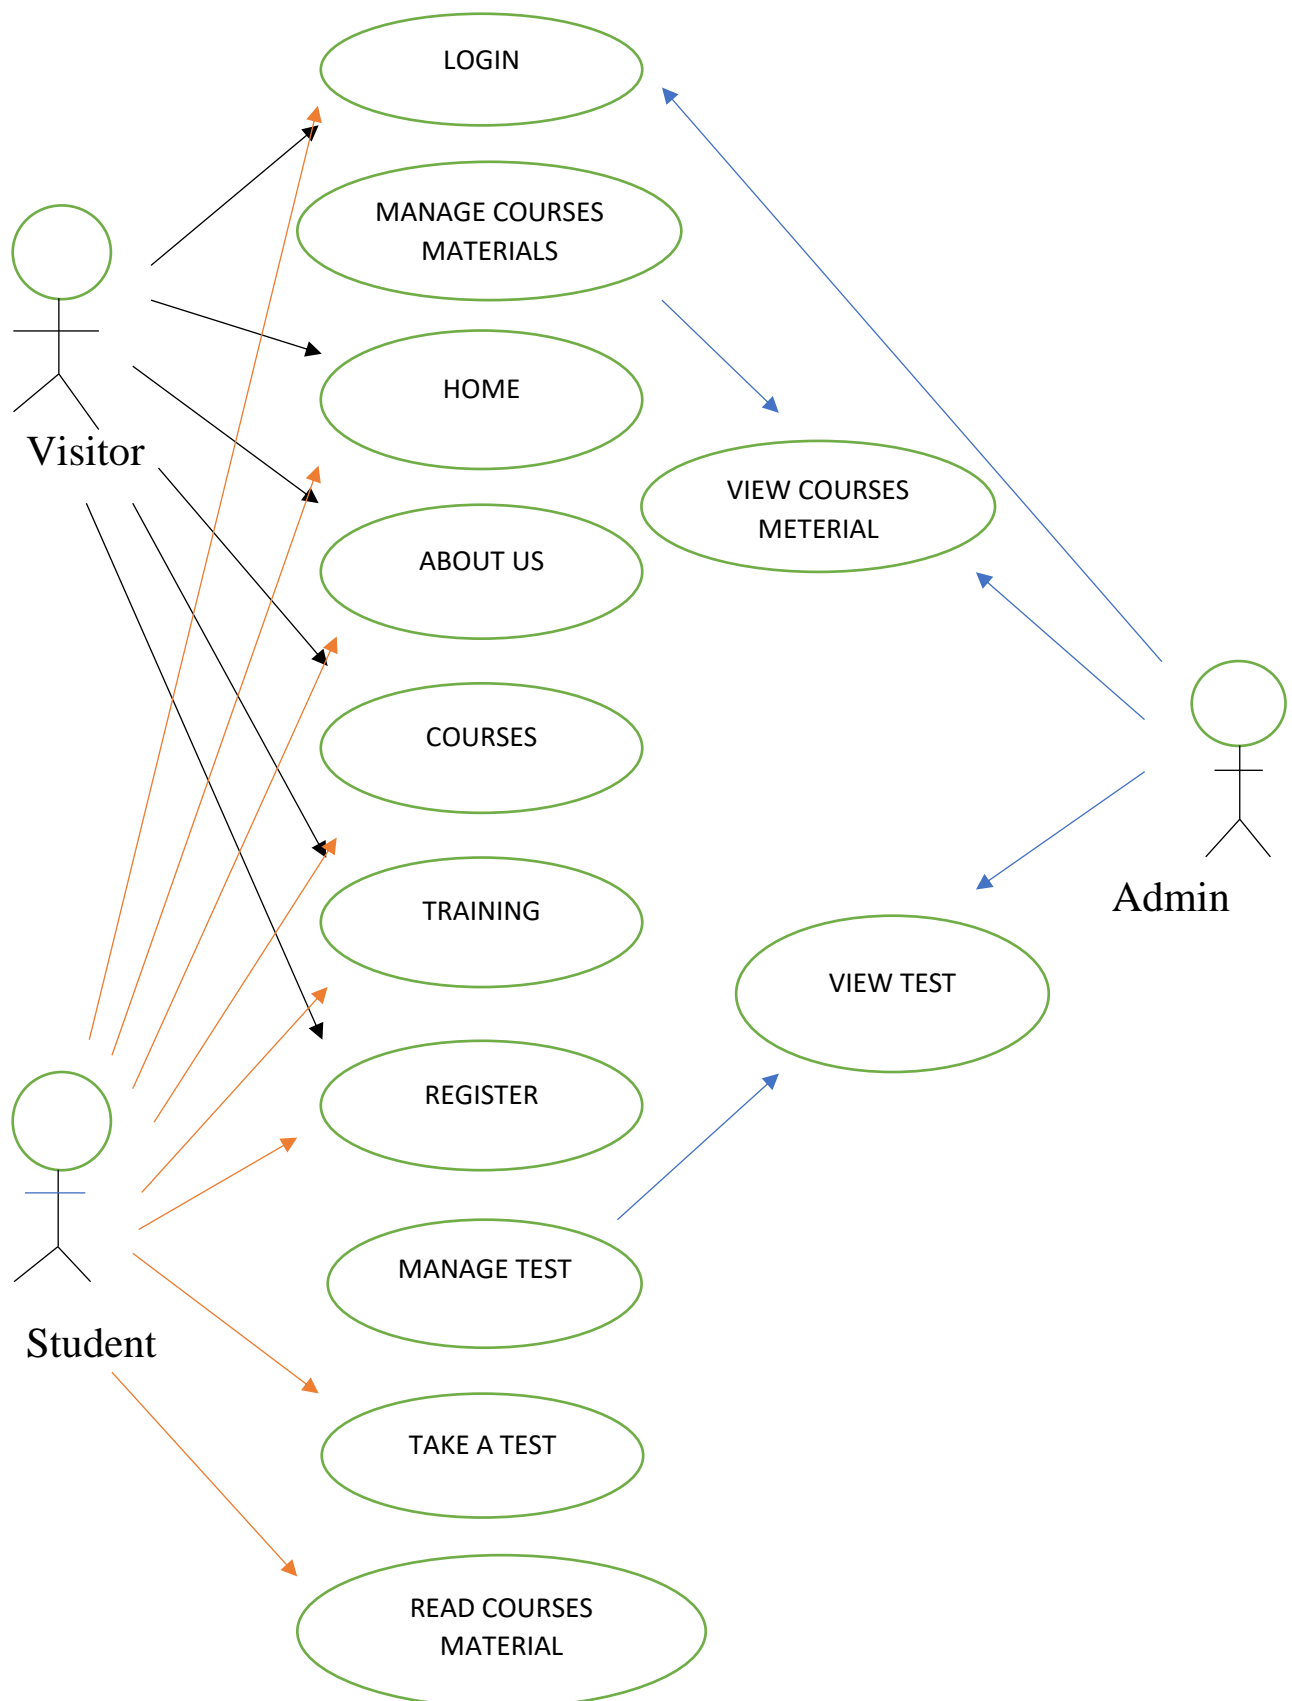 LOGIN
MANAGE COURSES
MATERIALS
HOME
Visitor
VIEW COURSES
METERIAL
ABOUT US
COURSES
Admin
TRAINING
VIEW TEST
REGISTER
MANAGE TEST
Student
TAKE A TEST
READ COURSES
MATERIAL